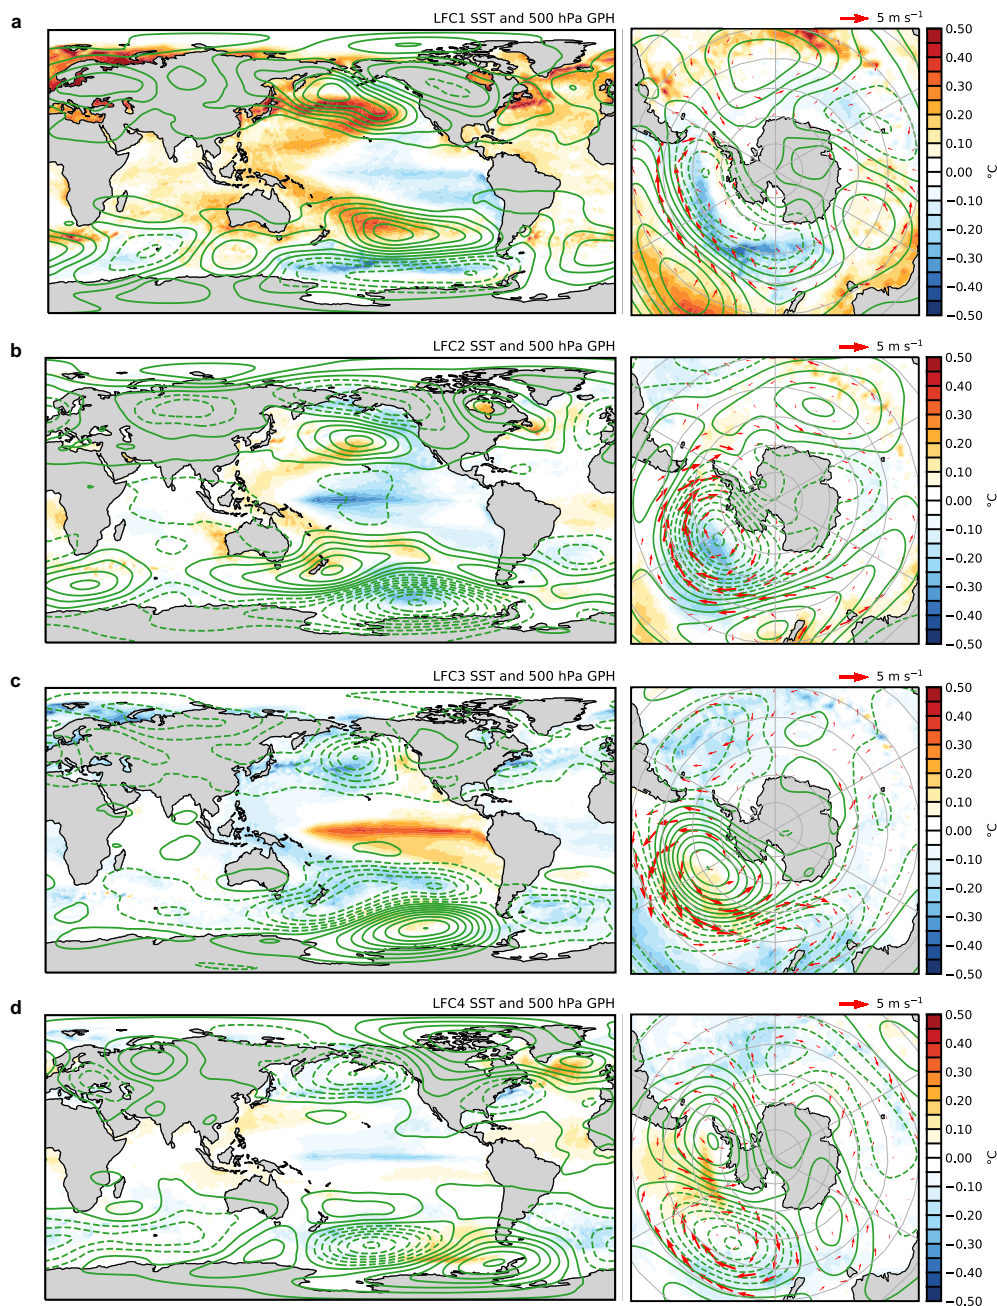 a
LFC1 SST and 500 hPa GPH
5 m s⁻¹
0.50
0.40
0.30
0.20
0.10
0.00
−0.10
−0.20
−0.30
−0.40
−0.50
°C
b
LFC2 SST and 500 hPa GPH
5 m s⁻¹
0.50
0.40
0.30
0.20
0.10
0.00
−0.10
−0.20
−0.30
−0.40
−0.50
°C
c
LFC3 SST and 500 hPa GPH
5 m s⁻¹
0.50
0.40
0.30
0.20
0.10
0.00
−0.10
−0.20
−0.30
−0.40
−0.50
°C
d
LFC4 SST and 500 hPa GPH
5 m s⁻¹
0.50
0.40
0.30
0.20
0.10
0.00
−0.10
−0.20
−0.30
−0.40
−0.50
°C